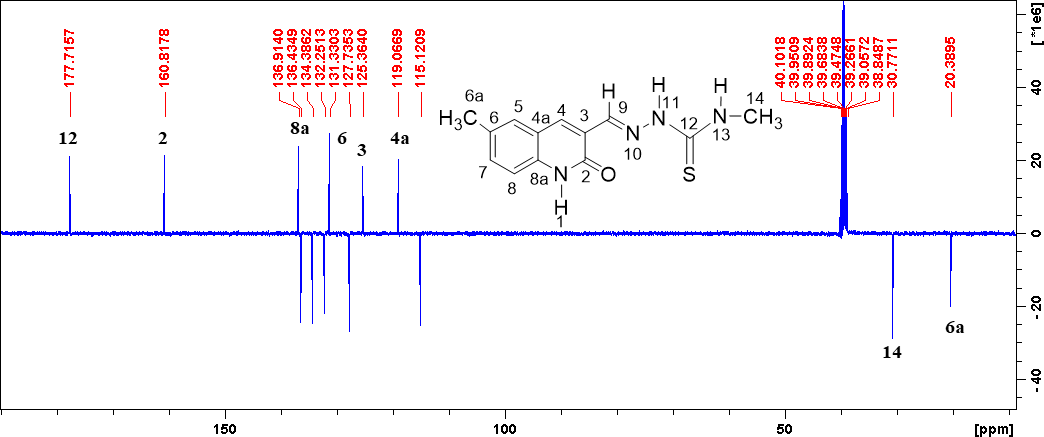 177.7157
160.8178
136.9140
136.4349
134.3862
132.2513
131.3303
127.7353
125.3640
119.0669
115.1209
40.1018
39.9509
39.8924
39.6838
39.4748
39.2661
39.0572
38.8487
30.7711
20.3895
[ *1e6]
12
2
8a
6
3
4a
14
6a
6a
H3C
6
5
4a
4
3
H
9
N
10
H
11
N
12
S
H
N
13
14
CH3
7
8
8a
N
H
1
2
O
40
20
0
-20
-40
150
100
50
[ppm]